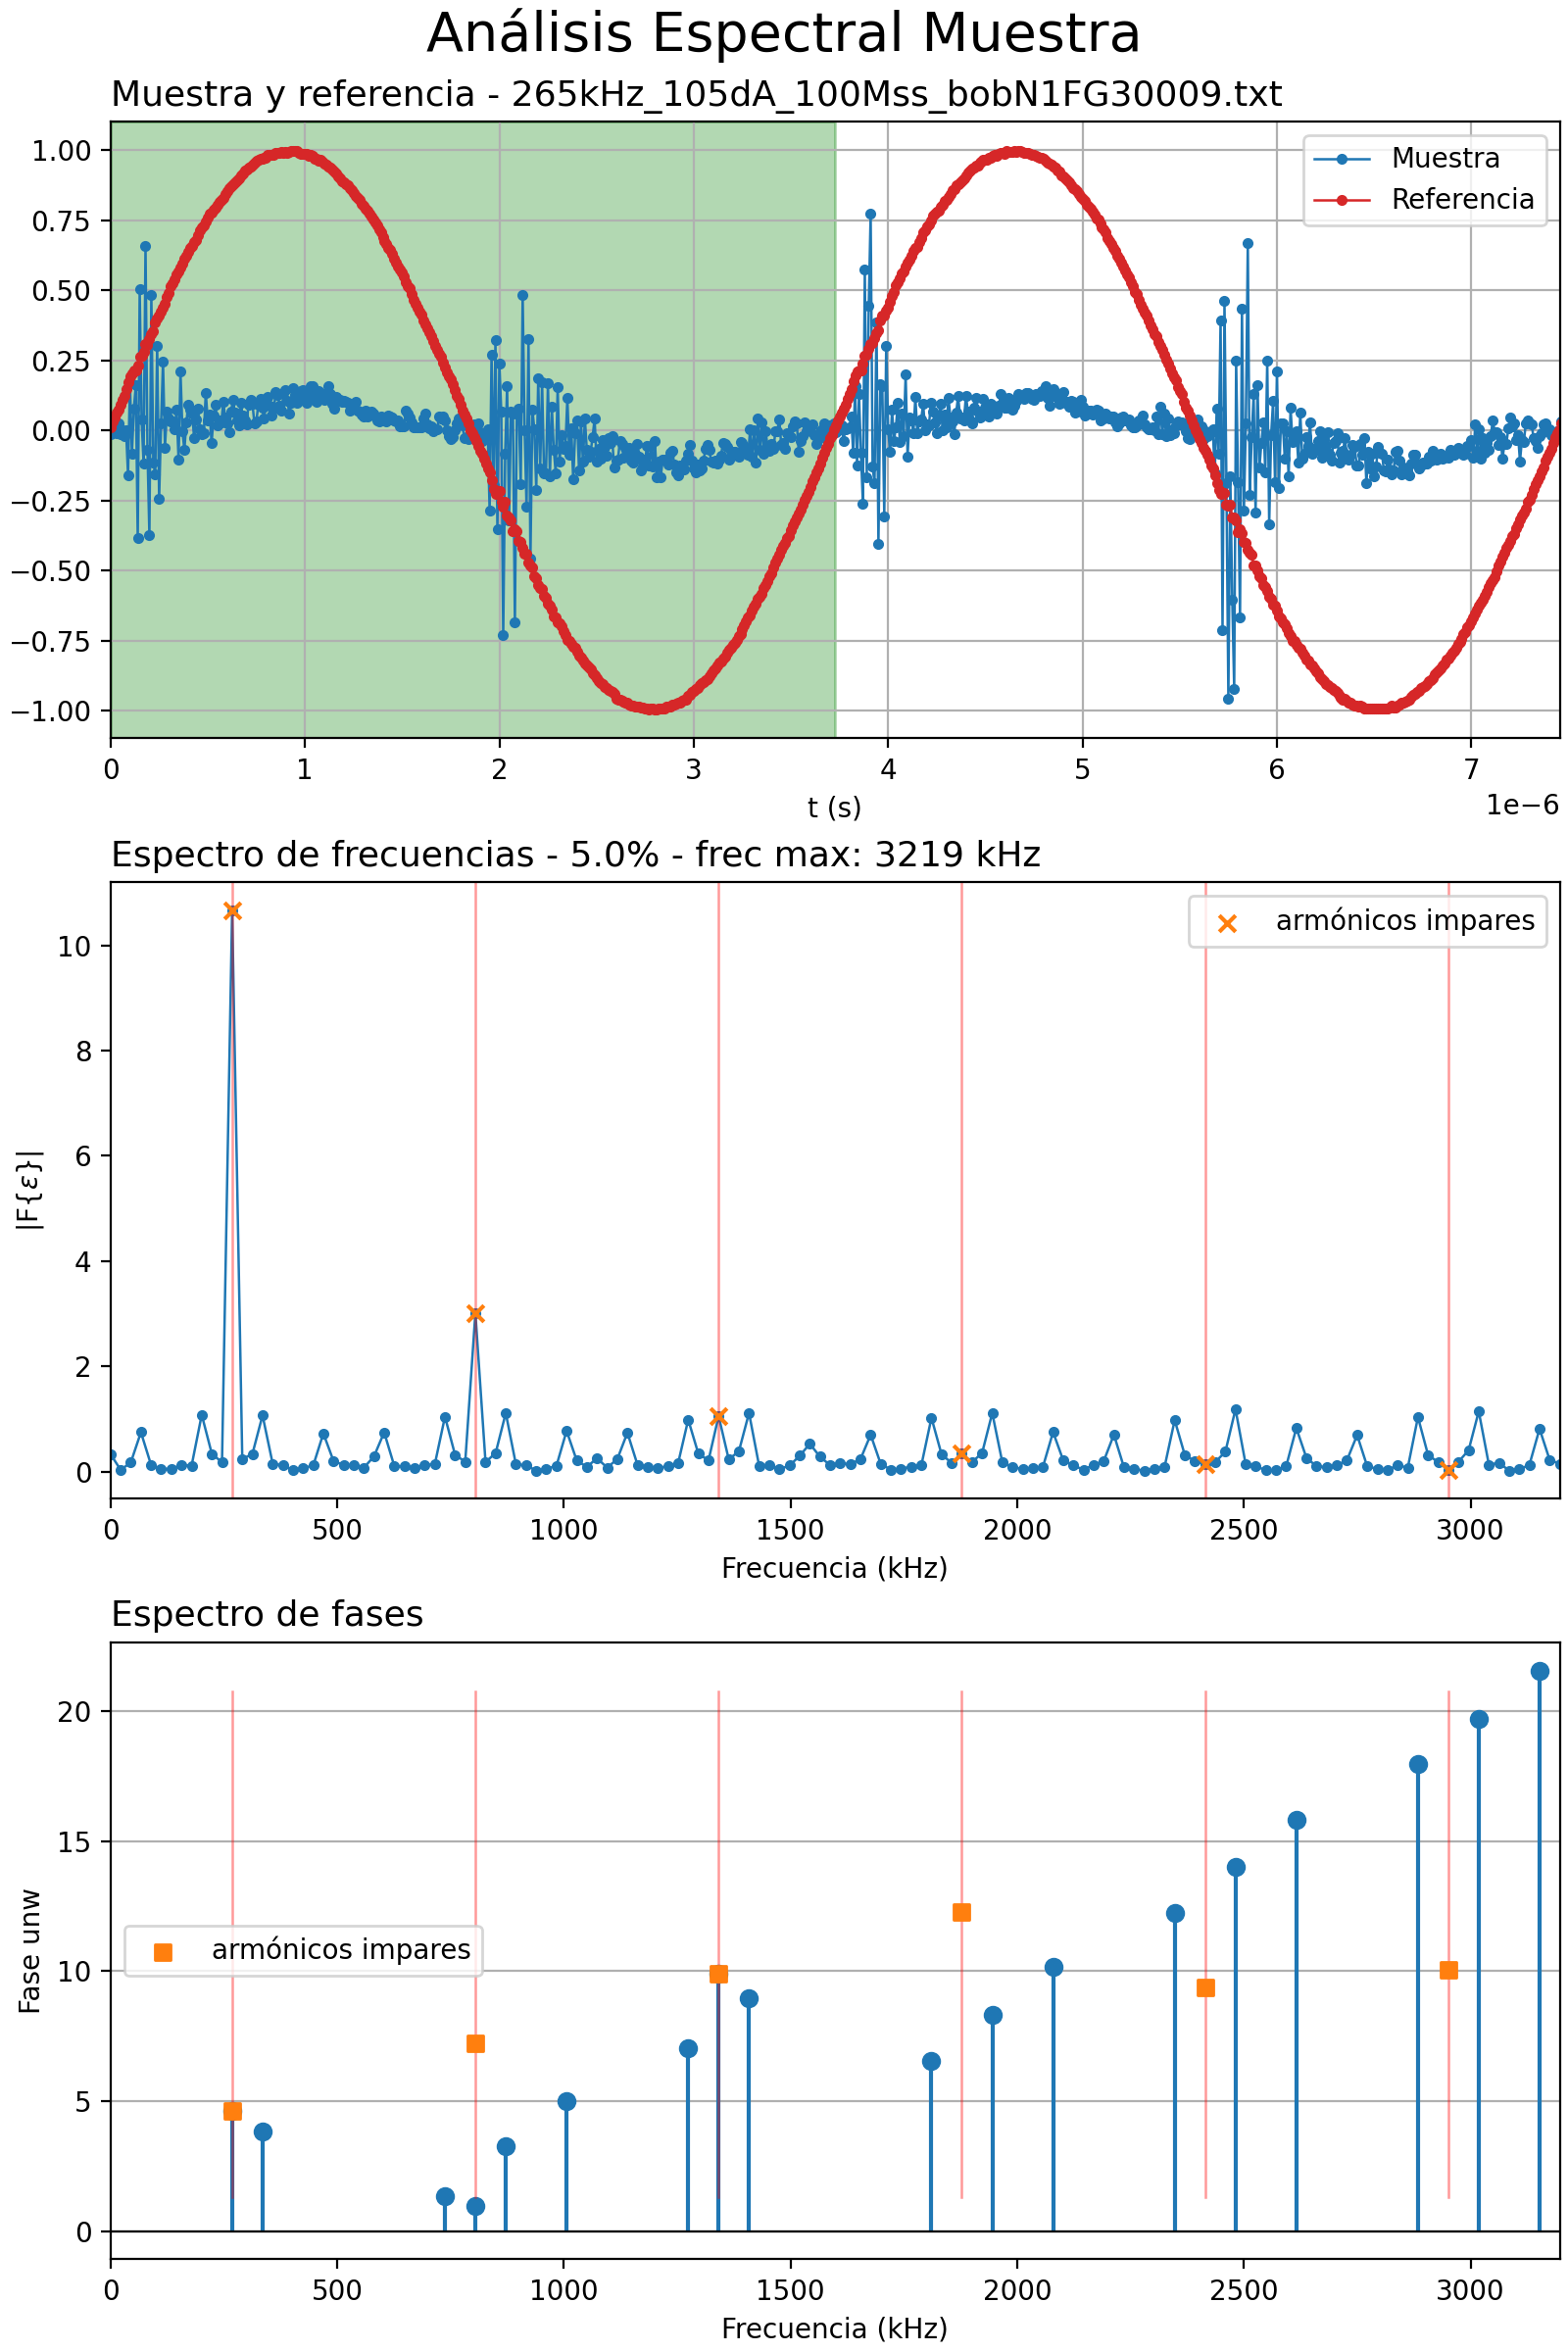 Análisis Espectral Muestra
Muestra y referencia - 265kHz_105dA_100Mss_bobN1FG30009.txt
1.00
0.75
0.50
0.25
0.00
−0.25
−0.50
−0.75
−1.00
Muestra
Referencia
0 1 2 3 4 5 6 7
t (s)
1e−6
Espectro de frecuencias - 5.0% - frec max: 3219 kHz
armónicos impares
10
8
6
4
2
0
|F{ε}|
0 500 1000 1500 2000 2500 3000
Frecuencia (kHz)
Espectro de fases
20
15
10
5
0
Fase unw
armónicos impares
0 500 1000 1500 2000 2500 3000
Frecuencia (kHz)